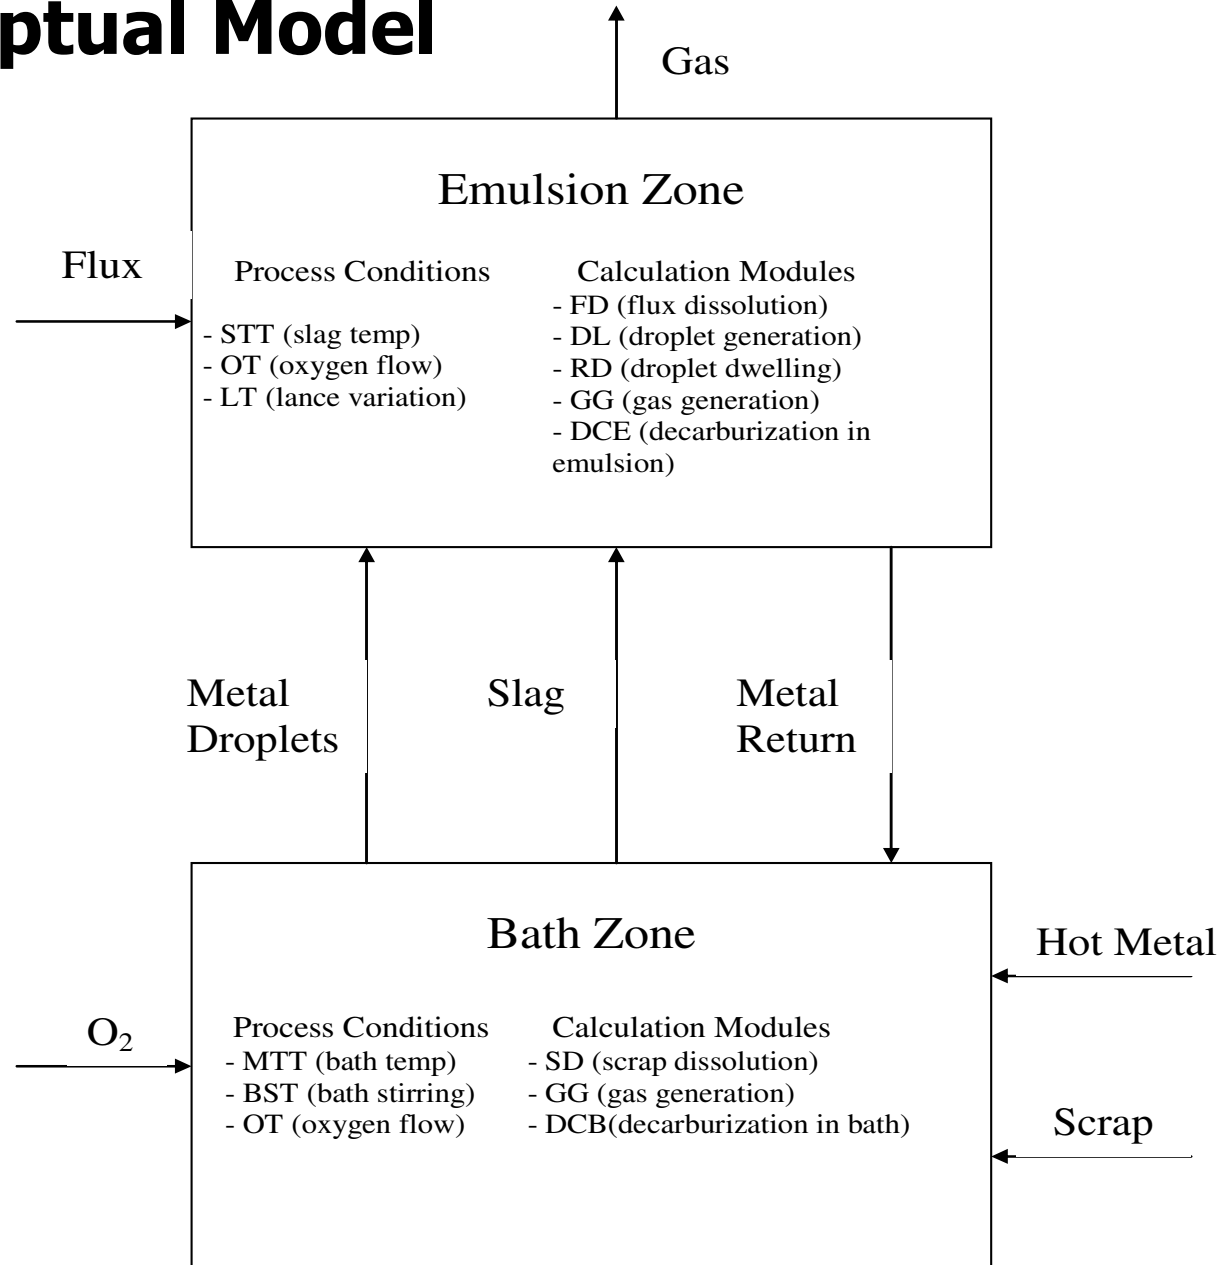 ptual Model
Gas
Emulsion Zone
Flux
Process Conditions
- STT (slag temp)
- OT (oxygen flow)
- LT (lance variation)
Calculation Modules
- FD (flux dissolution)
- DL (droplet generation)
- RD (droplet dwelling)
- GG (gas generation)
- DCE (decarburization in
emulsion)
Metal
Droplets
Slag
Metal
Return
Bath Zone
Hot Metal
O₂
Process Conditions
- MTT (bath temp)
- BST (bath stirring)
- OT (oxygen flow)
Calculation Modules
- SD (scrap dissolution)
- GG (gas generation)
- DCB(decarburization in bath)
Scrap